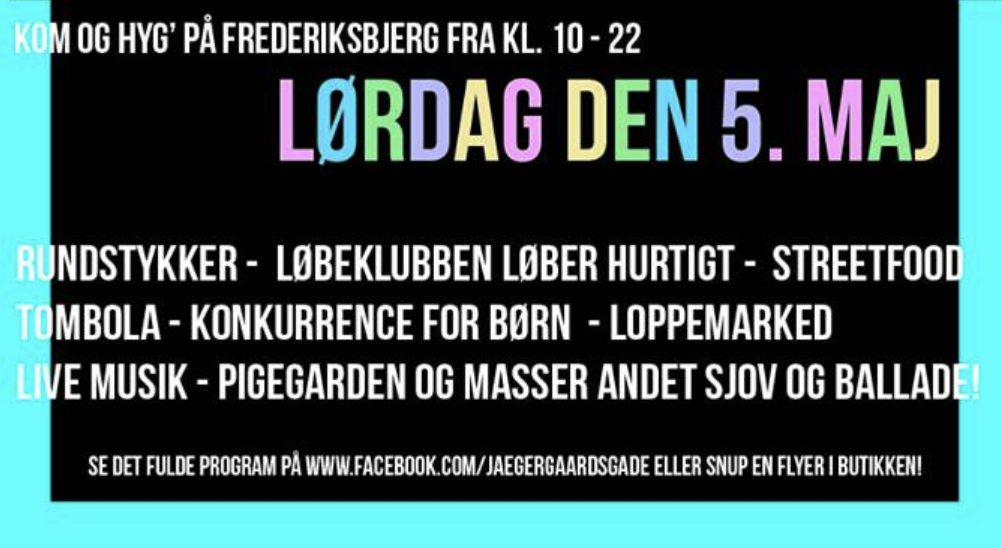 KOM OG HYG' PÅ FREDERIKSBJERG FRA KL. 10 - 22
LØRDAG DEN 5. MAJ
RUNDSTYKKER - LØBEKLUBBEN LØBER HURTIGT - STREETFOOD
TOMBOLA - KONKURRENCE FOR BØRN - LOPPEMARKED
LIVE MUSIK - PIGEGARDEN OG MASSER ANDET SJOV OG BALLADE!
SE DET FULDE PROGRAM PÅ WWW.FACEBOOK.COM/JAEGERGAARDSGADE ELLER SNUP EN FLYER I BUTIKKEN!